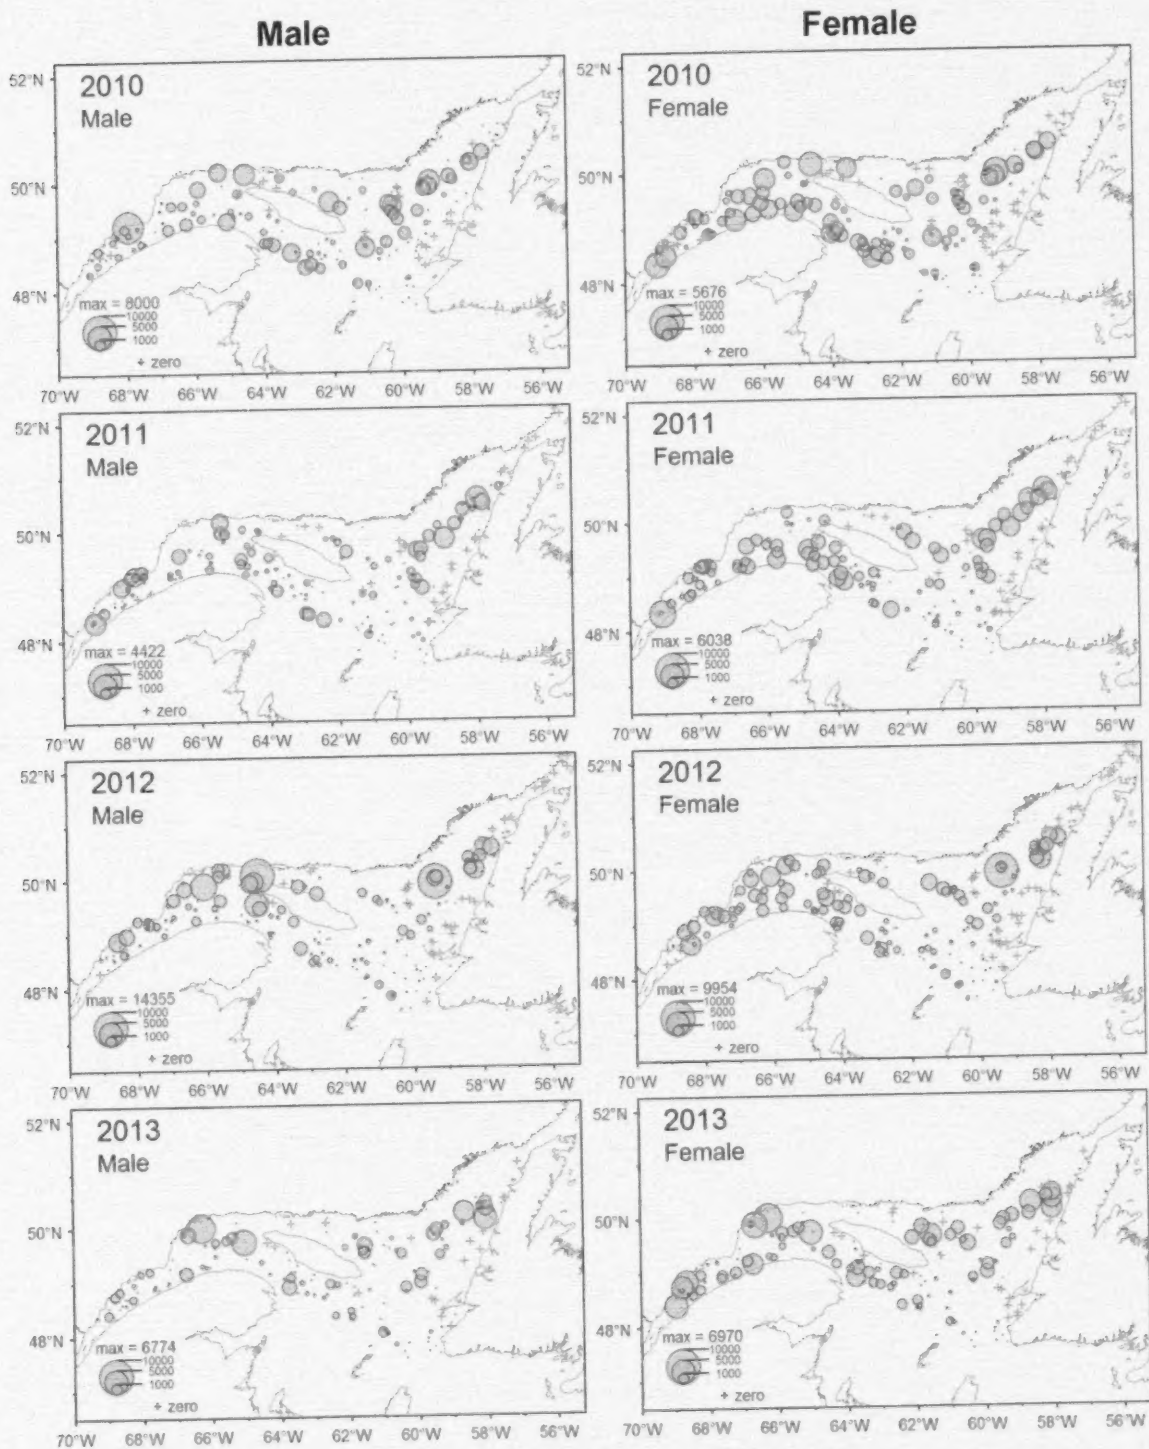 Male
Female
52°N
2010
Male
50°N
48°N
max = 8000
10000
5000
1000
+ zero
70°W 68°W 66°W 64°W 62°W 60°W 58°W 56°W
52°N
2010
Female
50°N
48°N
max = 5676
10000
5000
1000
+ zero
70°W 68°W 66°W 64°W 62°W 60°W 58°W 56°W
52°N
2011
Male
50°N
48°N
max = 4422
10000
5000
1000
+ zero
70°W 68°W 66°W 64°W 62°W 60°W 58°W 56°W
52°N
2011
Female
50°N
48°N
max = 6038
10000
5000
1000
+ zero
70°W 68°W 66°W 64°W 62°W 60°W 58°W 56°W
52°N
2012
Male
50°N
48°N
max = 14355
10000
5000
1000
+ zero
70°W 68°W 66°W 64°W 62°W 60°W 58°W 56°W
52°N
2012
Female
50°N
48°N
max = 9954
10000
5000
1000
+ zero
70°W 68°W 66°W 64°W 62°W 60°W 58°W 56°W
52°N
2013
Male
50°N
48°N
max = 6774
10000
5000
1000
+ zero
70°W 68°W 66°W 64°W 62°W 60°W 58°W 56°W
52°N
2013
Female
50°N
48°N
max = 6970
10000
5000
1000
+ zero
70°W 68°W 66°W 64°W 62°W 60°W 58°W 56°W